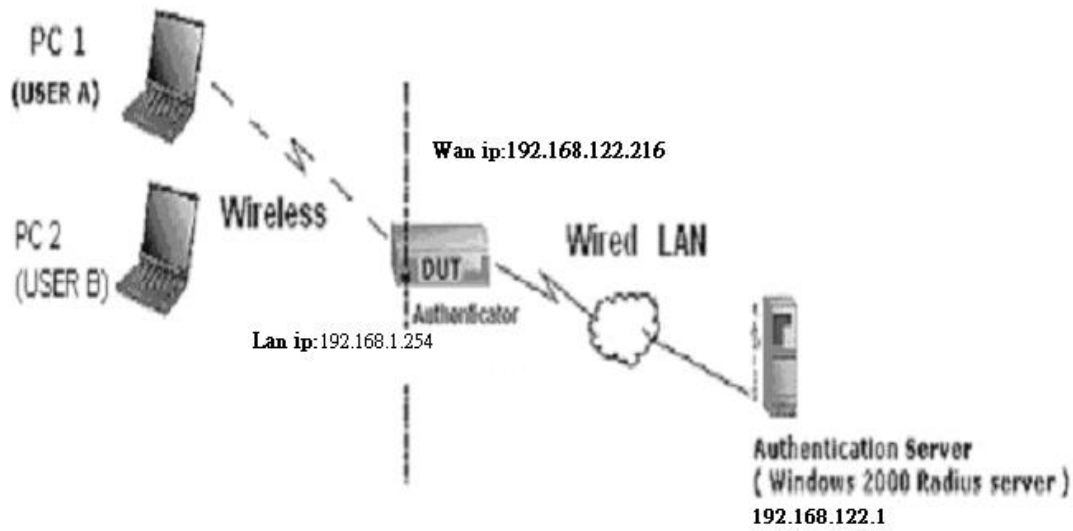 PC 1
(USER A)
Wan ip:192.168.122.216
Wireless
PC 2
(USER B)
Wired LAN
DUT
Authenticator
Lan ip:192.168.1.254
Authentication Server
( Windows 2000 Radius server )
192.168.122.1